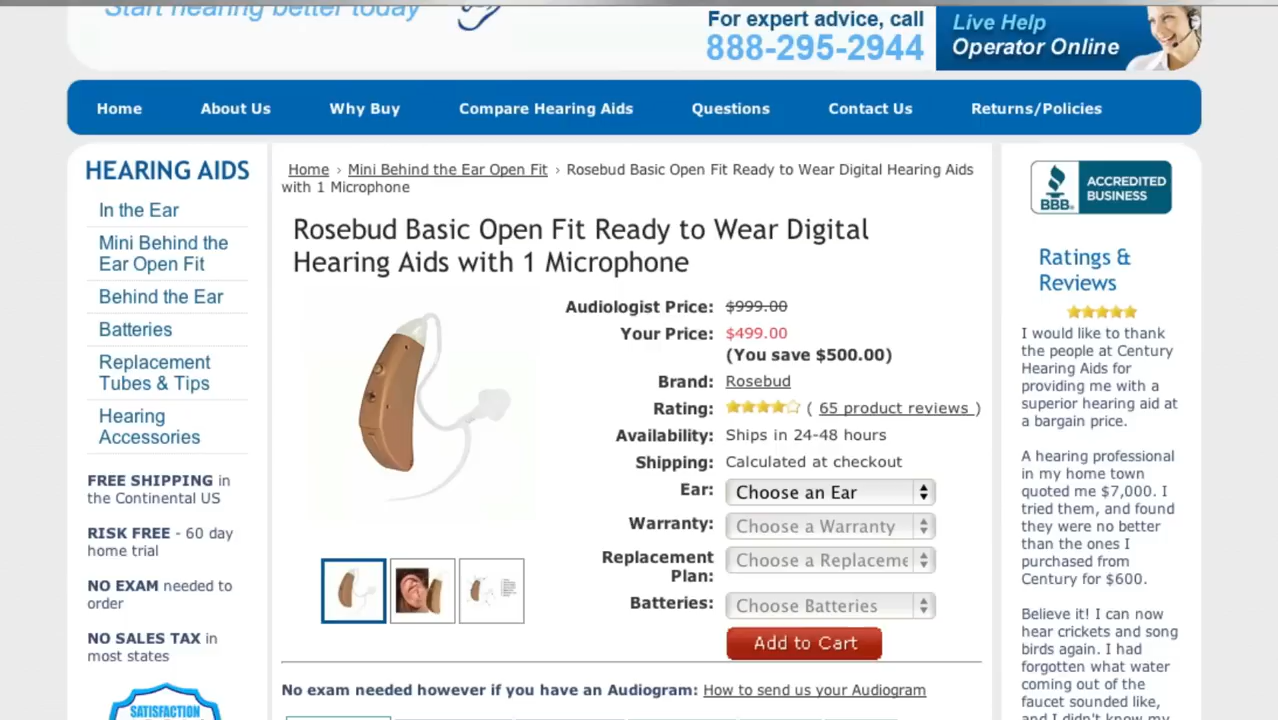 Start hearing better today
For expert advice, call
888-295-2944
Live Help
Operator Online
Home
About Us
Why Buy
Compare Hearing Aids
Questions
Contact Us
Returns/Policies
HEARING AIDS
In the Ear
Mini Behind the
Ear Open Fit
Behind the Ear
Batteries
Replacement
Tubes & Tips
Hearing
Accessories
FREE SHIPPING in
the Continental US
RISK FREE - 60 day
home trial
NO EXAM needed to
order
NO SALES TAX in
most states
SATISFACTION
Home › Mini Behind the Ear Open Fit › Rosebud Basic Open Fit Ready to Wear Digital Hearing Aids
with 1 Microphone
Rosebud Basic Open Fit Ready to Wear Digital
Hearing Aids with 1 Microphone
Audiologist Price: $999.00
Your Price: $499.00
(You save $500.00)
Brand: Rosebud
Rating: ( 65 product reviews )
Availability: Ships in 24-48 hours
Shipping: Calculated at checkout
Ear: Choose an Ear
Warranty: Choose a Warranty
Replacement
Plan: Choose a Replaceme
Batteries: Choose Batteries
Add to Cart
No exam needed however if you have an Audiogram: How to send us your Audiogram
BBB.
ACCREDITED
BUSINESS
Ratings &
Reviews
I would like to thank
the people at Century
Hearing Aids for
providing me with a
superior hearing aid at
a bargain price.
A hearing professional
in my home town
quoted me $7,000. I
tried them, and found
they were no better
than the ones I
purchased from
Century for $600.
Believe it! I can now
hear crickets and song
birds again. I had
forgotten what water
coming out of the
faucet sounded like,
and I didn't know my